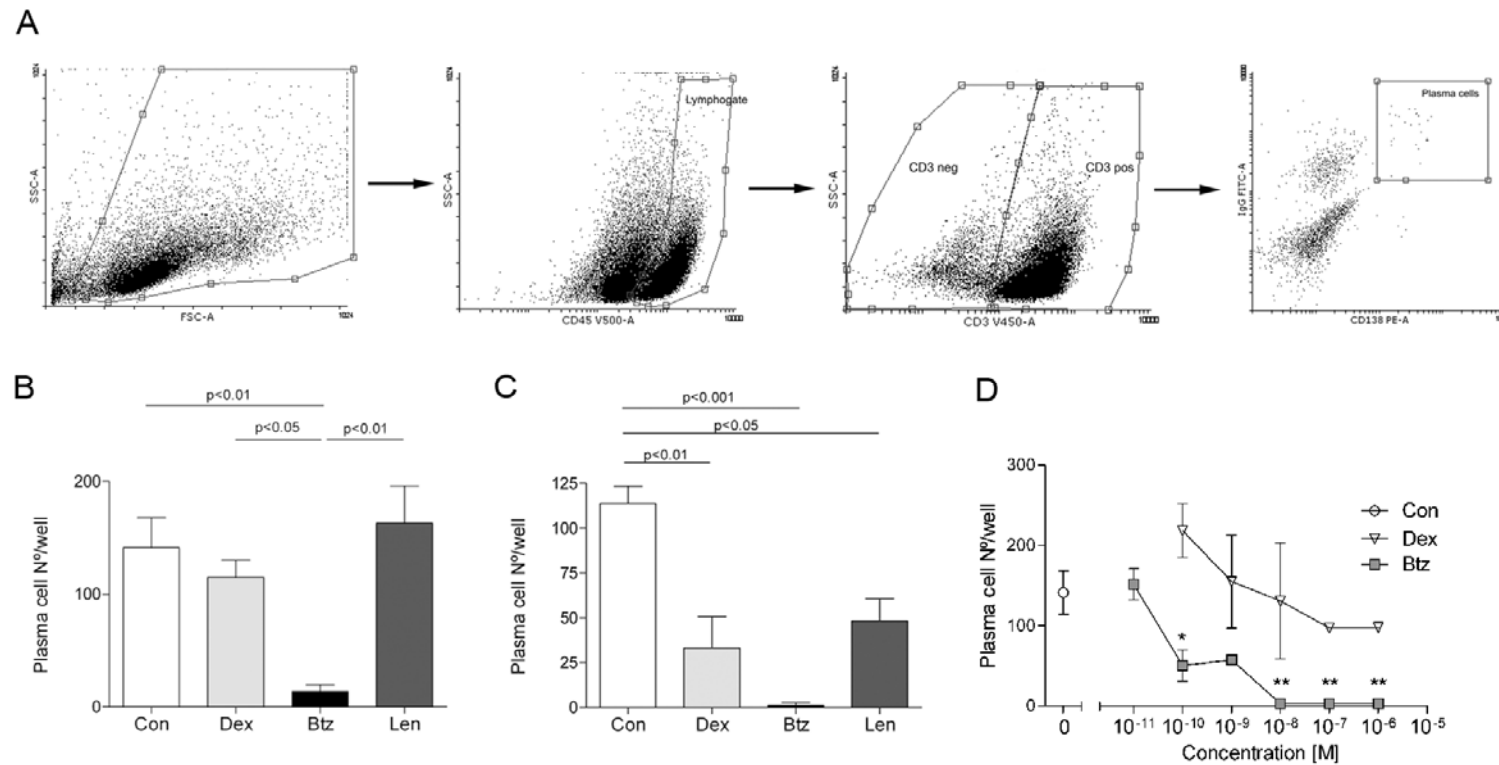 A
1024
SSC-A
FSC-A
1024
1024
SSC-A
Lymphogate
CD45 V500-A
10000
1024
SSC-A
CD3 neg
CD3 pos
CD3 V450-A
10000
10000
IgG FITC-A
Plasma cells
CD138 PE-A
B
p<0.01
p<0.05
p<0.01
Plasma cell Nº/well
200
100
0
Con
Dex
Btz
Len
C
p<0.001
p<0.05
p<0.01
Plasma cell Nº/well
125
100
75
50
25
0
Con
Dex
Btz
Len
D
Plasma cell Nº/well
300
200
100
0
Con
Dex
Btz
*
**
**
**
0
10⁻¹¹
10⁻¹⁰
10⁻⁹
10⁻⁸
10⁻⁷
10⁻⁶
10⁻⁵
Concentration [M]